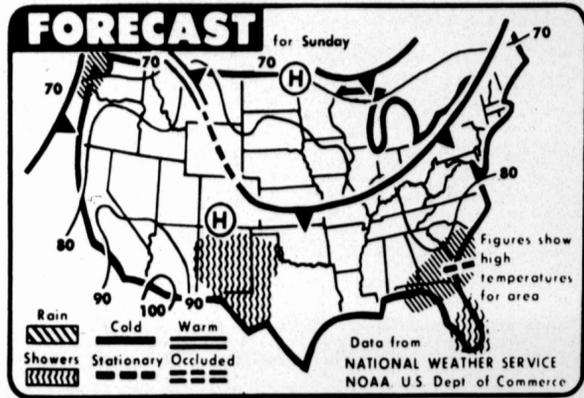 FORECAST for Sunday
70 70 70 70
H
80
H
80
90 100 90
Figures show
high
temperatures
for area
Rain Cold Warm
Showers Stationary Occluded
Data from
NATIONAL WEATHER SERVICE
NOAA, U.S. Dept of Commerce